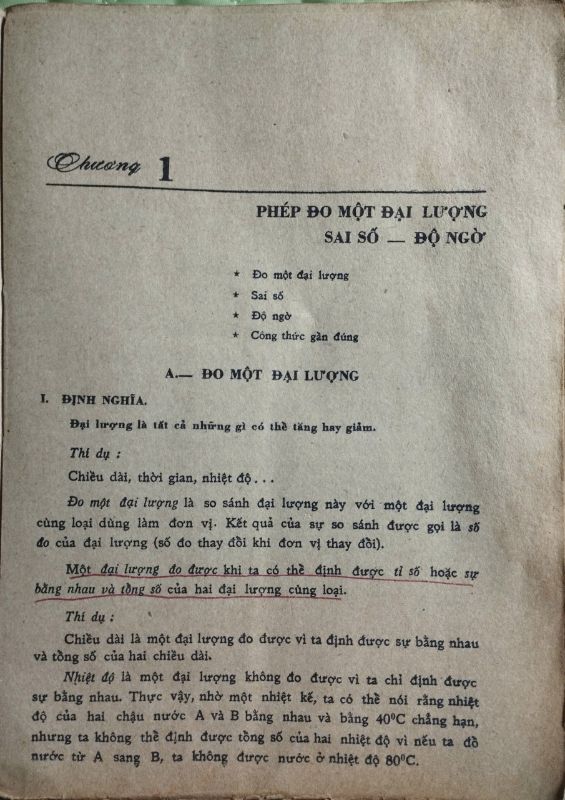 Chương 1
PHÉP ĐO MỘT ĐẠI LƯỢNG
SAI SỐ — ĐỘ NGỜ
* Đo một đại lượng
* Sai số
* Độ ngờ
* Công thức gần đúng
A.— ĐO MỘT ĐẠI LƯỢNG
I. ĐỊNH NGHĨA.
Đại lượng là tất cả những gì có thể tăng hay giảm.
Thí dụ :
Chiều dài, thời gian, nhiệt độ...
Đo một đại lượng là so sánh đại lượng này với một đại lượng
cùng loại dùng làm đơn vị. Kết quả của sự so sánh được gọi là số
đo của đại lượng (số đo thay đổi khi đơn vị thay đổi).
Một đại lượng đo được khi ta có thể định được tỉ số hoặc sự
bằng nhau và tổng số của hai đại lượng cùng loại.
Thí dụ :
Chiều dài là một đại lượng đo được vì ta định được sự bằng nhau
và tổng số của hai chiều dài.
Nhiệt độ là một đại lượng không đo được vì ta chỉ định được
sự bằng nhau. Thực vậy, nhờ một nhiệt kế, ta có thể nói rằng nhiệt
độ của hai chậu nước A và B bằng nhau và bằng 40°C chẳng hạn,
nhưng ta không thể định được tổng số của hai nhiệt độ vì nếu ta đổ
nước từ A sang B, ta không được nước ở nhiệt độ 80°C.